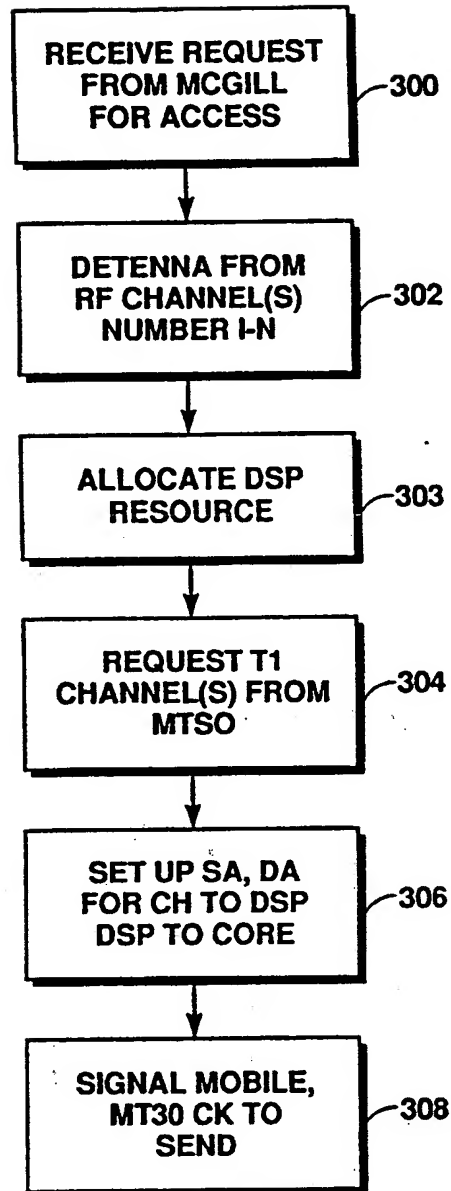 RECEIVE REQUEST
FROM MCGILL
FOR ACCESS
300
DETENNA FROM
RF CHANNEL(S)
NUMBER I-N
302
ALLOCATE DSP
RESOURCE
303
REQUEST T1
CHANNEL(S) FROM
MTSO
304
SET UP SA, DA
FOR CH TO DSP
DSP TO CORE
306
SIGNAL MOBILE,
MT30 CK TO
SEND
308